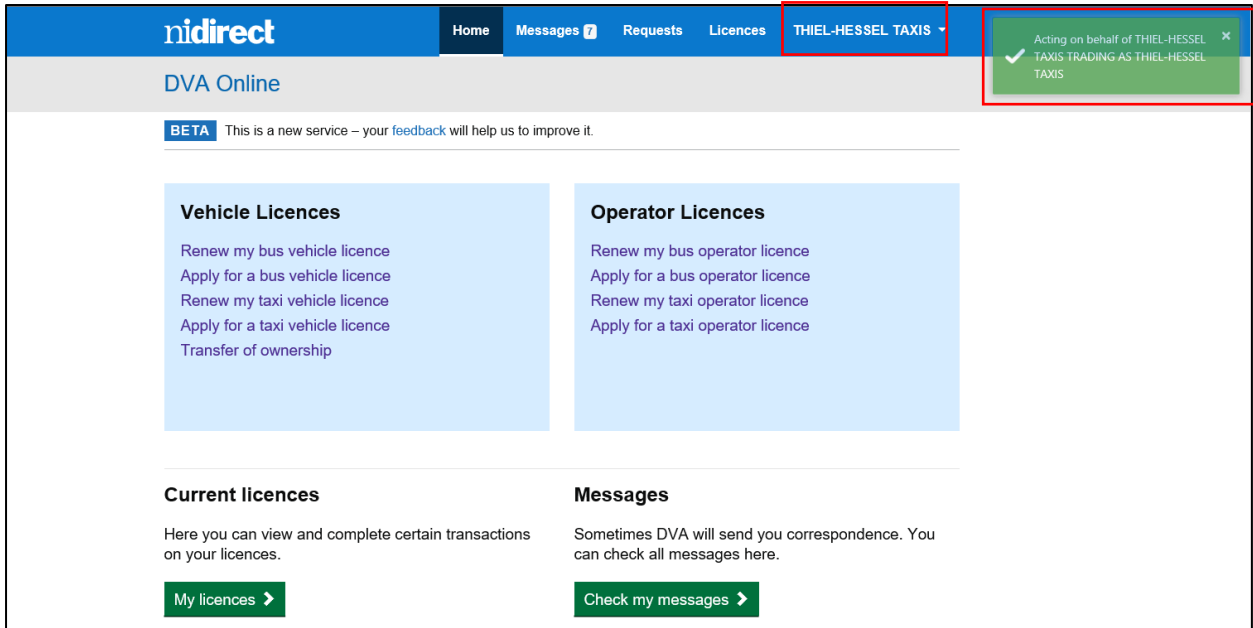 nidirect
Home Messages 7 Requests Licences THIEL-HESSEL TAXIS
Acting on behalf of THIEL-HESSEL
TAXIS TRADING AS THIEL-HESSEL
TAXIS
×
DVA Online
BETA This is a new service – your feedback will help us to improve it.
Vehicle Licences
Renew my bus vehicle licence
Apply for a bus vehicle licence
Renew my taxi vehicle licence
Apply for a taxi vehicle licence
Transfer of ownership
Operator Licences
Renew my bus operator licence
Apply for a bus operator licence
Renew my taxi operator licence
Apply for a taxi operator licence
Current licences
Here you can view and complete certain transactions
on your licences.
My licences
Messages
Sometimes DVA will send you correspondence. You
can check all messages here.
Check my messages